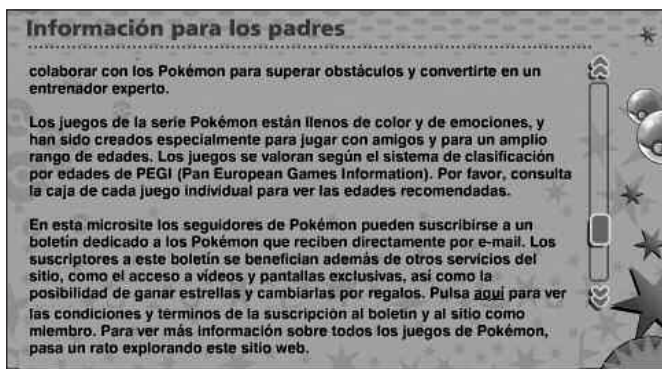 Información para los padres
colaborar con los Pokémon para superar obstáculos y convertirte en un
entrenador experto.
Los juegos de la serie Pokémon están llenos de color y de emociones, y
han sido creados especialmente para jugar con amigos y para un amplio
rango de edades. Los juegos se valoran según el sistema de clasificación
por edades de PEGI (Pan European Games Information). Por favor, consulta
la caja de cada juego individual para ver las edades recomendadas.
En esta microsite los seguidores de Pokémon pueden suscribirse a un
boletín dedicado a los Pokémon que reciben directamente por e-mail. Los
suscriptores a este boletín se benefician además de otros servicios del
sitio, como el acceso a vídeos y pantallas exclusivas, así como la
posibilidad de ganar estrellas y cambiarlas por regalos. Pulsa aquí para ver
las condiciones y términos de la suscripción al boletín y al sitio como
miembro. Para ver más información sobre todos los juegos de Pokémon,
pasa un rato explorando este sitio web.